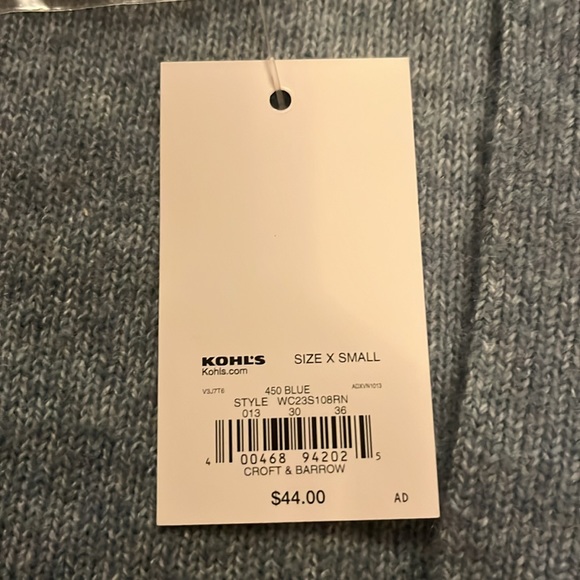 KOHL'S SIZE X SMALL
Kohls.com
V3J7T6 450 BLUE ADXVN1013
STYLE WC23S108RN
013 30 36
4 00468 94202 5
CROFT & BARROW
$44.00 AD